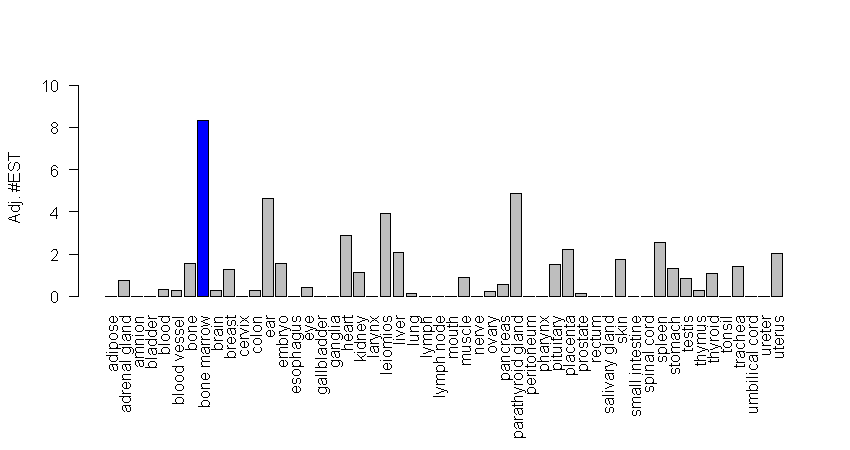 10
8
6
4
2
0
Adj. #EST
adipose
adrenal gland
amnion
bladder
blood
blood vessel
bone
bone marrow
brain
breast
cervix
colon
ear
embryo
esophagus
eye
gallbladder
ganglia
heart
kidney
larynx
leiomios
liver
lung
lymph
lymph node
mouth
muscle
nerve
ovary
pancreas
parathyroid gland
peritoneum
pharynx
pituitary
placenta
prostate
rectum
salivary gland
skin
small intestine
spinal cord
spleen
stomach
testis
thymus
thyroid
tonsil
trachea
umbilical cord
ureter
uterus